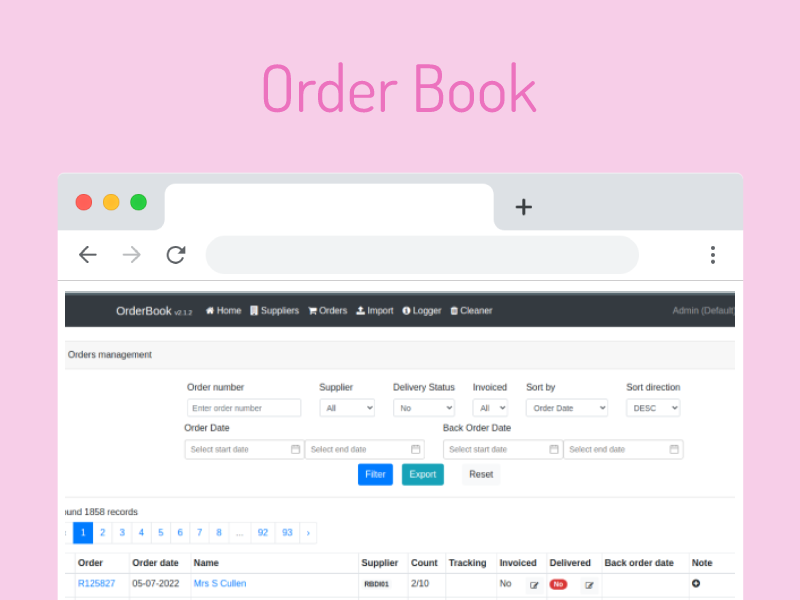 Order Book
OrderBook v2.1.2 Home Suppliers Orders Import Logger Cleaner Admin (Default)
Orders management
Order number Supplier Delivery Status Invoiced Sort by Sort direction
Enter order number All No All Order Date DESC
Order Date Back Order Date
Select start date Select end date Select start date Select end date
Filter Export Reset
ound 1858 records
1 2 3 4 5 6 7 8 ... 92 93 ›
Order Order date Name Supplier Count Tracking Invoiced Delivered Back order date Note
R125827 05-07-2022 Mrs S Cullen RBDI01 2/10 No No